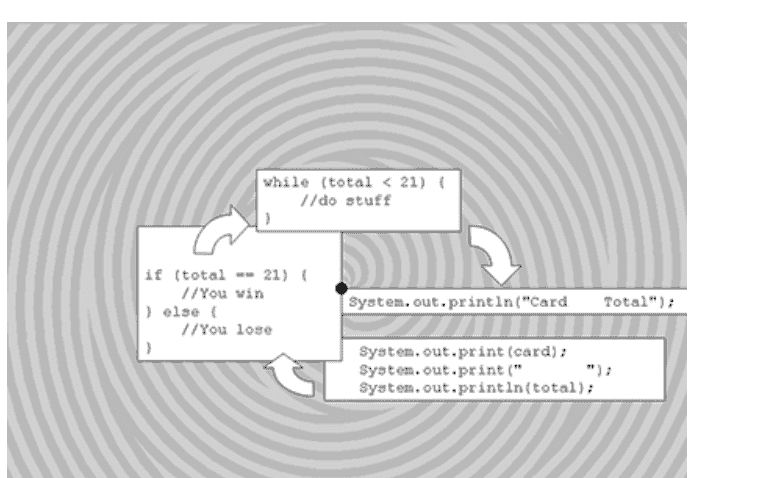 while (total < 21) {
    //do stuff
}
if (total == 21) {
    //You win
} else {
    //You lose
}
System.out.println("Card    Total");
System.out.print(card);
System.out.print("       ");
System.out.println(total);